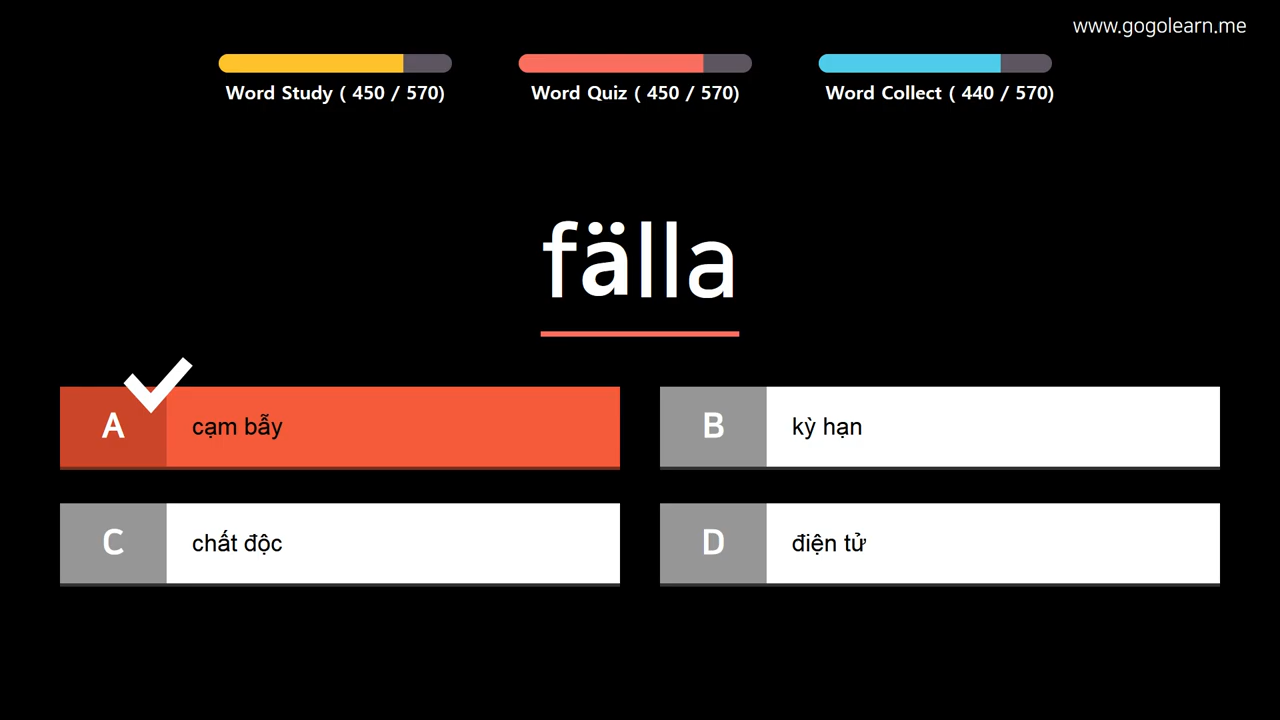 www.gogolearn.me
Word Study ( 450 / 570)
Word Quiz ( 450 / 570)
Word Collect ( 440 / 570)
fälla
A
cạm bẫy
B
kỳ hạn
C
chất độc
D
điện tử